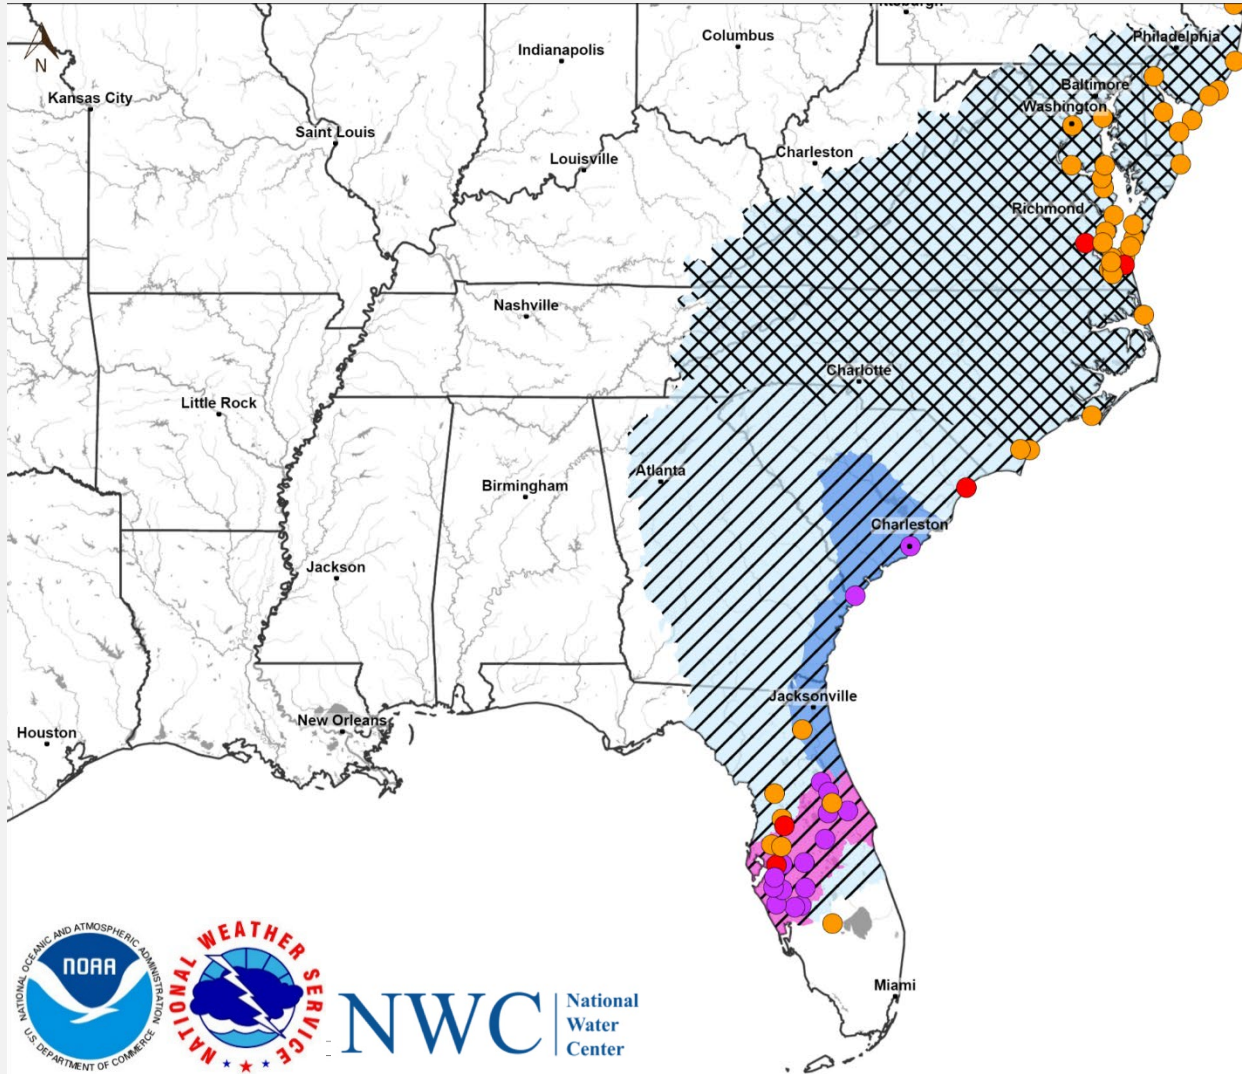 ittsburgh
Columbus
Philadelphia
Indianapolis
N
Kansas City
Baltimore
Washington
Saint Louis
Louisville
Charleston
Richmond
Nashville
Charlotte
Little Rock
Atlanta
Birmingham
Charleston
Jackson
Jacksonville
New Orleans
Houston
NATIONAL OCEANIC AND ATMOSPHERIC ADMINISTRATION
NOAA
U.S. DEPARTMENT OF COMMERCE
NATIONAL WEATHER SERVICE
NWC
National
Water
Center
Miami